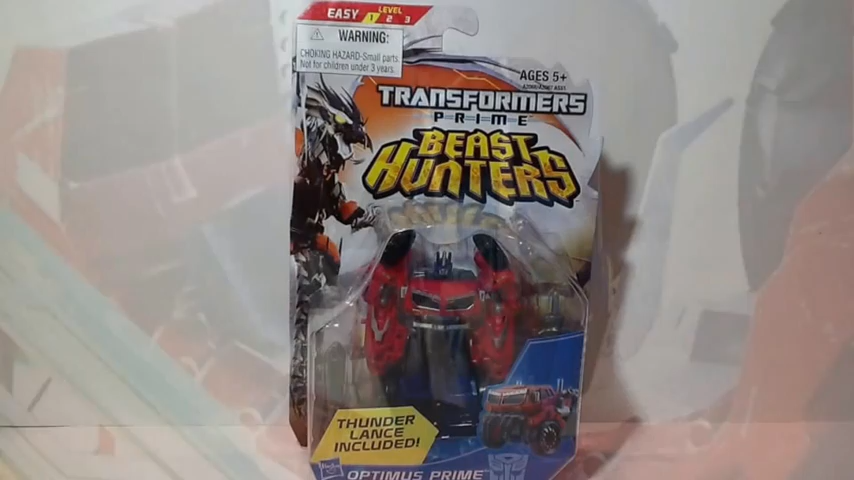 EASY
LEVEL
1 2 3
WARNING:
CHOKING HAZARD-Small parts.
Not for children under 3 years.
AGES 5+
TRANSFORMERS
PRIME
BEAST
HUNTERS
THUNDER
LANCE
INCLUDED!
Hasbro
OPTIMUS PRIME